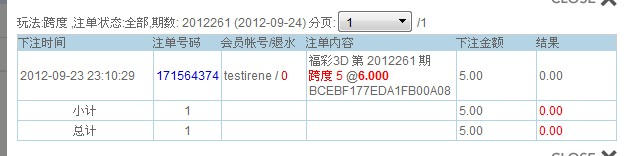 CLOSE
玩法:跨度 ,注单状态:全部,期数: 2012261 (2012-09-24) 分页: 1 /1
下注时间 注单号码 会员帐号/退水 注单内容 下注金额 结果
2012-09-23 23:10:29 171564374 testirene / 0 福彩3D 第 2012261 期 5.00 0.00
跨度 5 @6.000
BCEBF177EDA1FB00A08
小计 1 5.00 0.00
总计 1 5.00 0.00
CLOSE